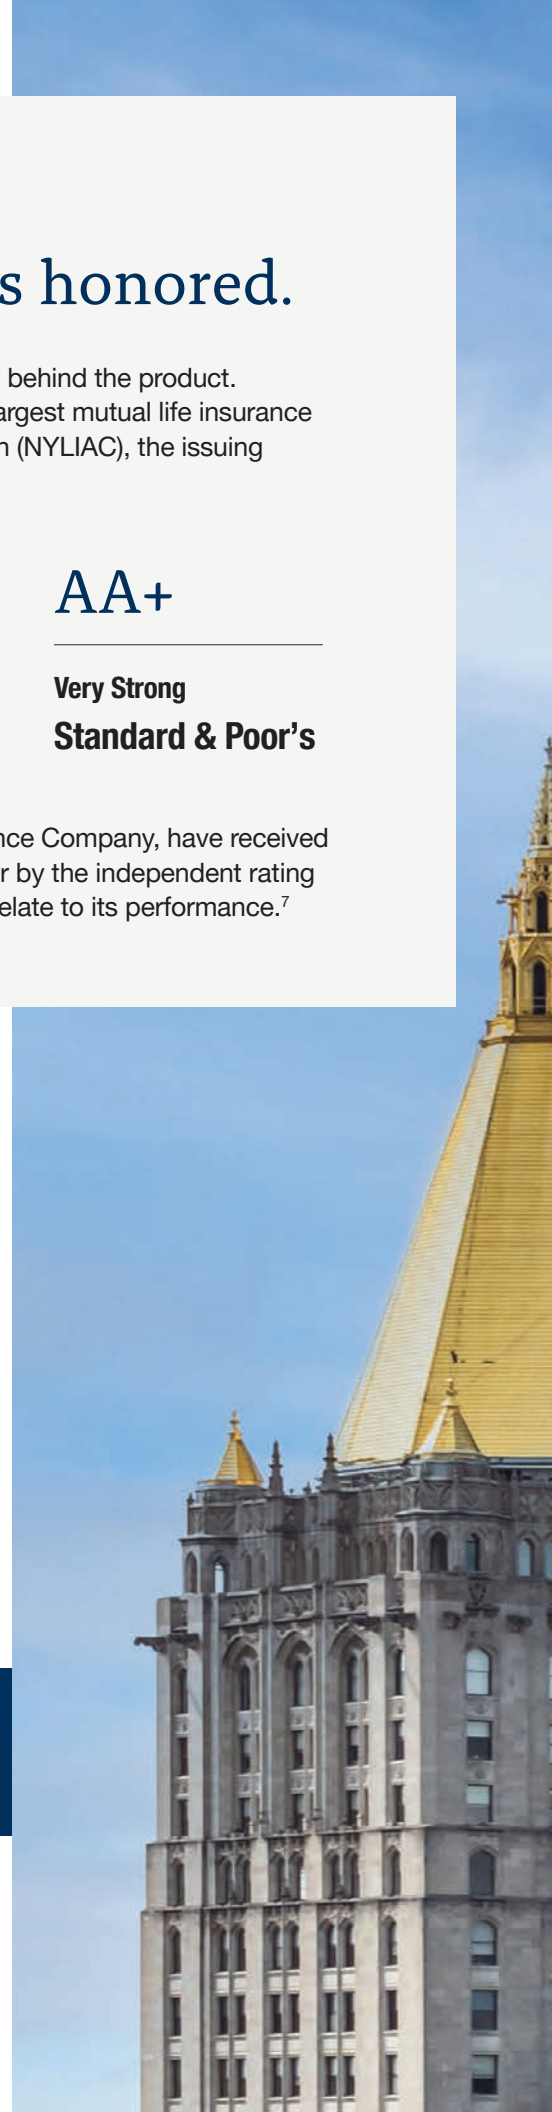 s honored.
behind the product.
argest mutual life insurance
n (NYLIAC), the issuing
AA+
Very Strong
Standard & Poor’s
nce Company, have received
r by the independent rating
elate to its performance.7